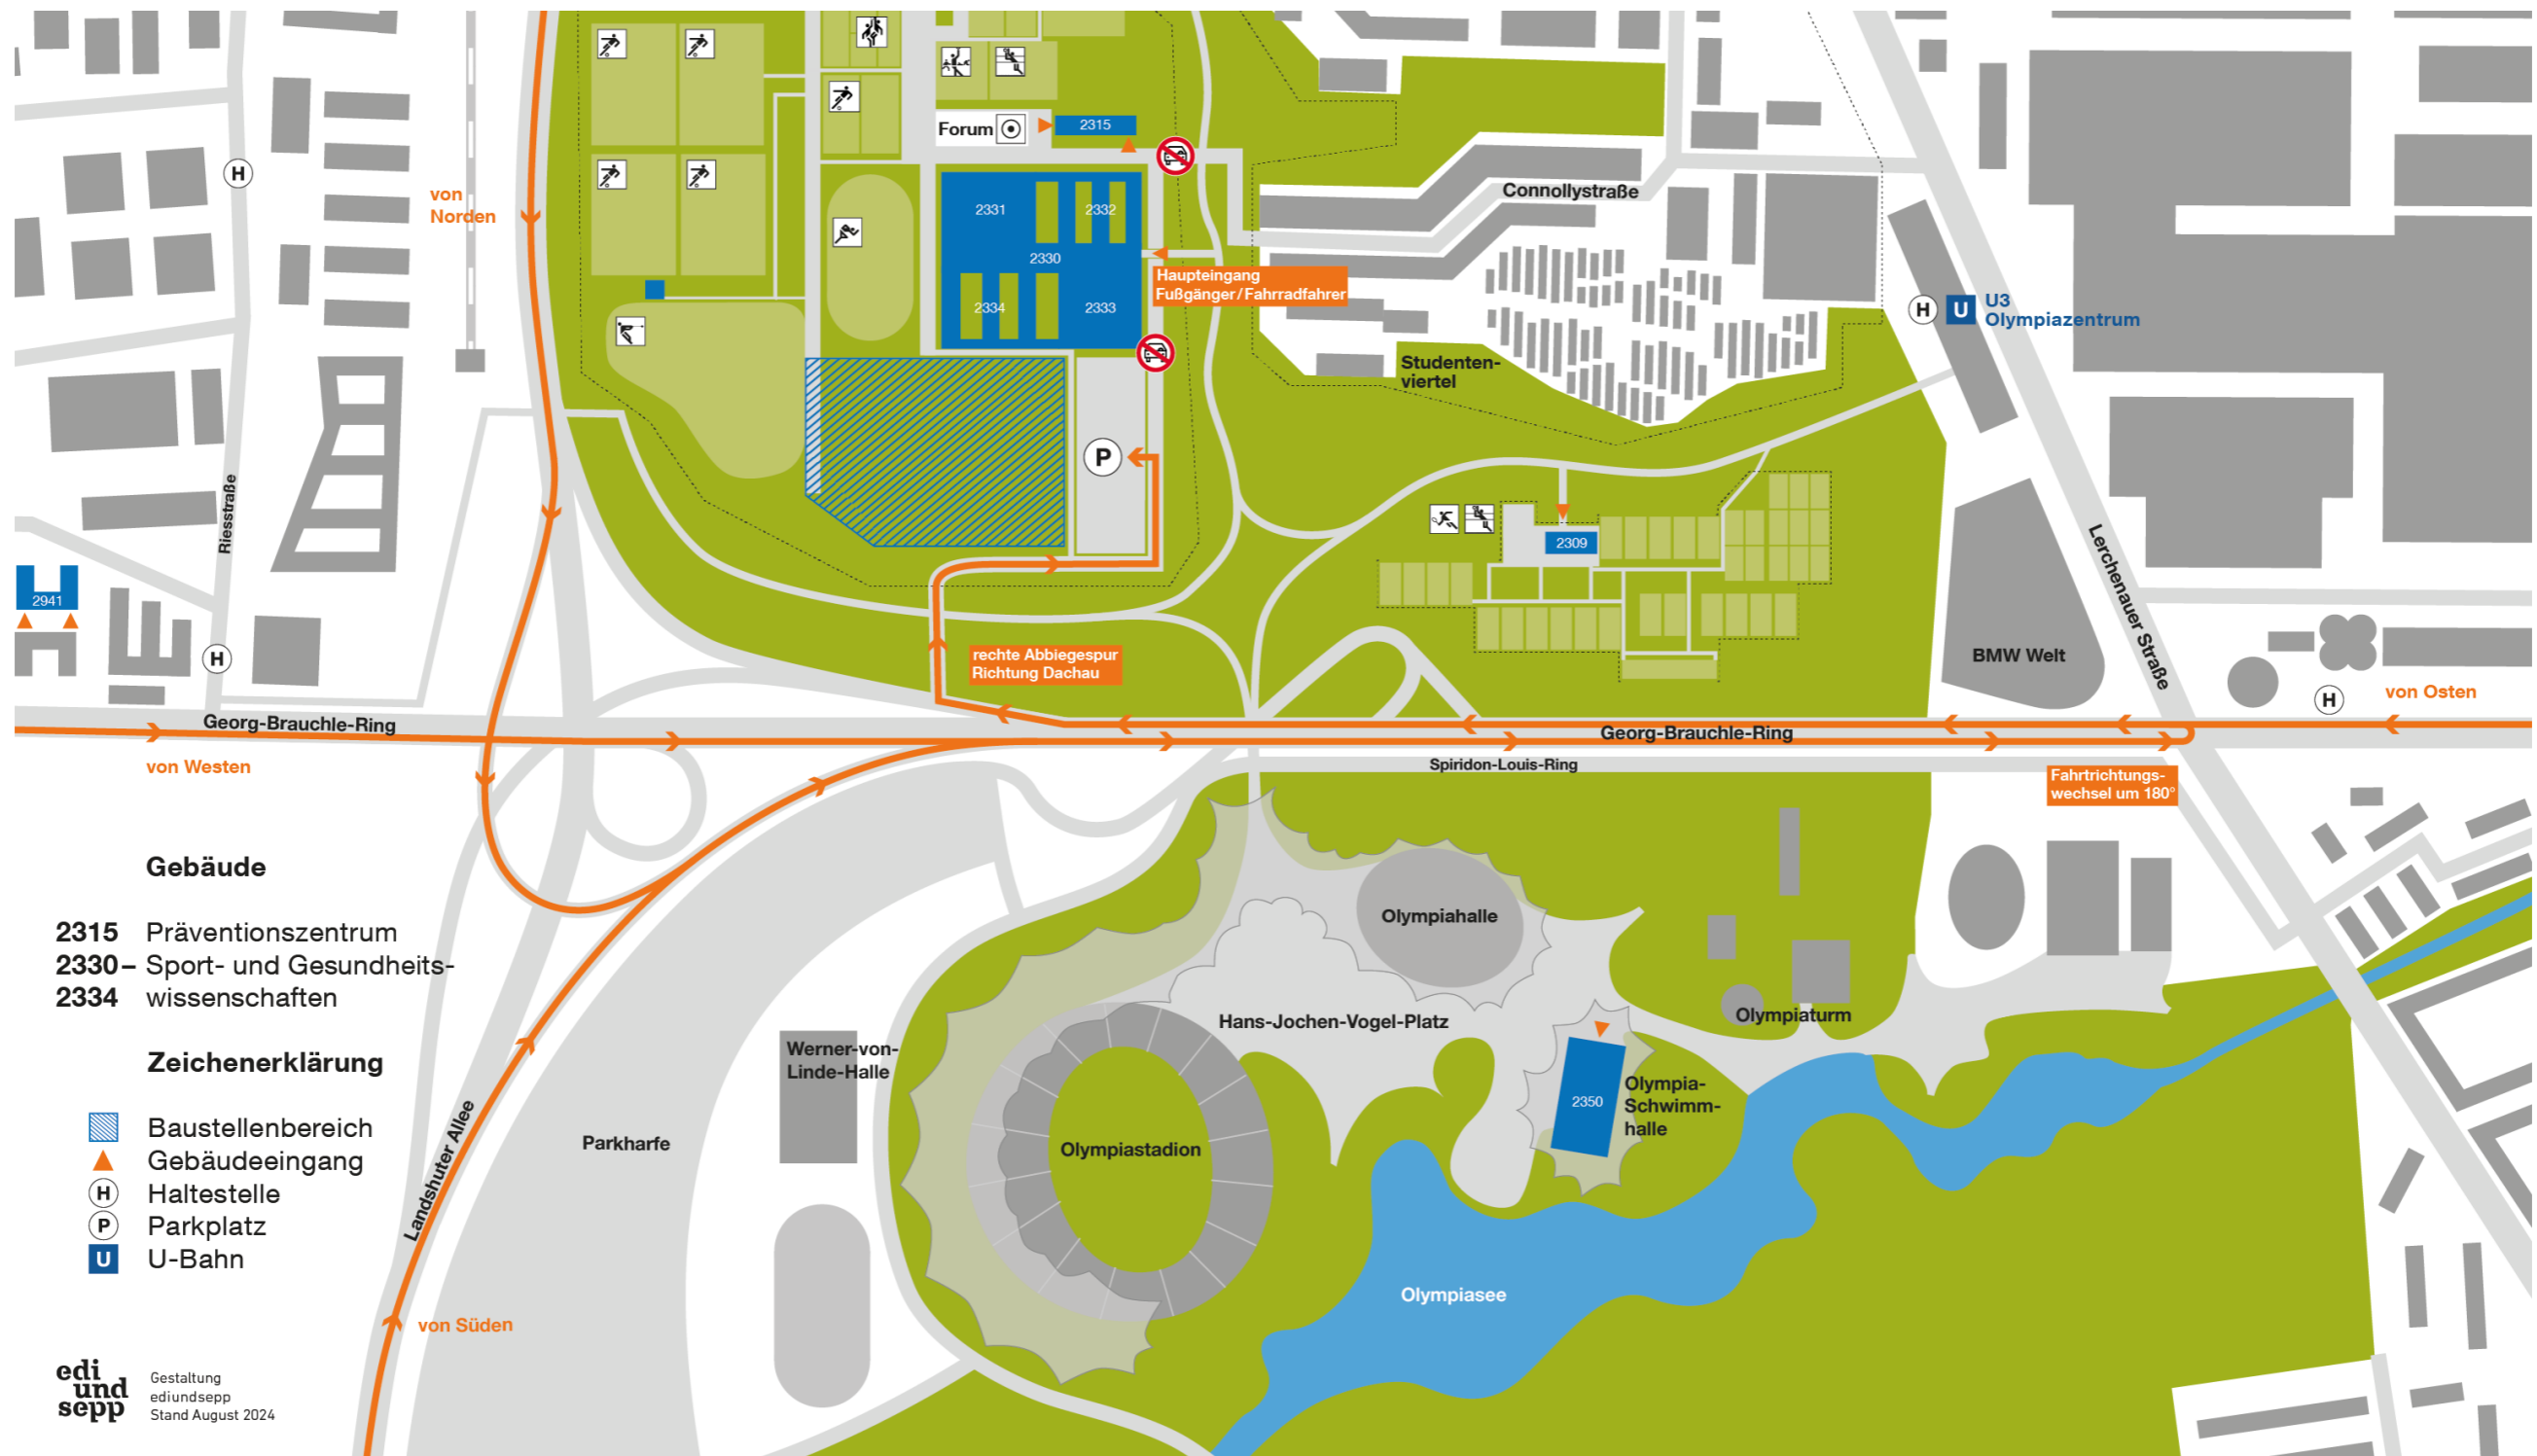 Forum
2315
von
Norden
2331
2332
2330
2334
2333
Haupteingang
Fußgänger/Fahrradfahrer
Connollystraße
H
H
U
U3
Olympiazentrum
Studenten-
viertel
P
Riesstraße
2309
2941
H
Lerchenauer Straße
BMW Welt
rechte Abbiegespur
Richtung Dachau
H
von Osten
Georg-Brauchle-Ring
Georg-Brauchle-Ring
von Westen
Spiridon-Louis-Ring
Fahrtrichtungs-
wechsel um 180°
Gebäude
2315 Präventionszentrum
2330– Sport- und Gesundheits-
2334 wissenschaften
Zeichenerklärung
Baustellenbereich
Gebäudeeingang
H Haltestelle
P Parkplatz
U U-Bahn
Landshuter Allee
von Süden
Parkharfe
Werner-von-
Linde-Halle
Olympiahalle
Hans-Jochen-Vogel-Platz
Olympiaturm
Olympiastadion
2350
Olympia-
Schwimm-
halle
Olympiasee
edi
und
sepp
Gestaltung
ediundsepp
Stand August 2024